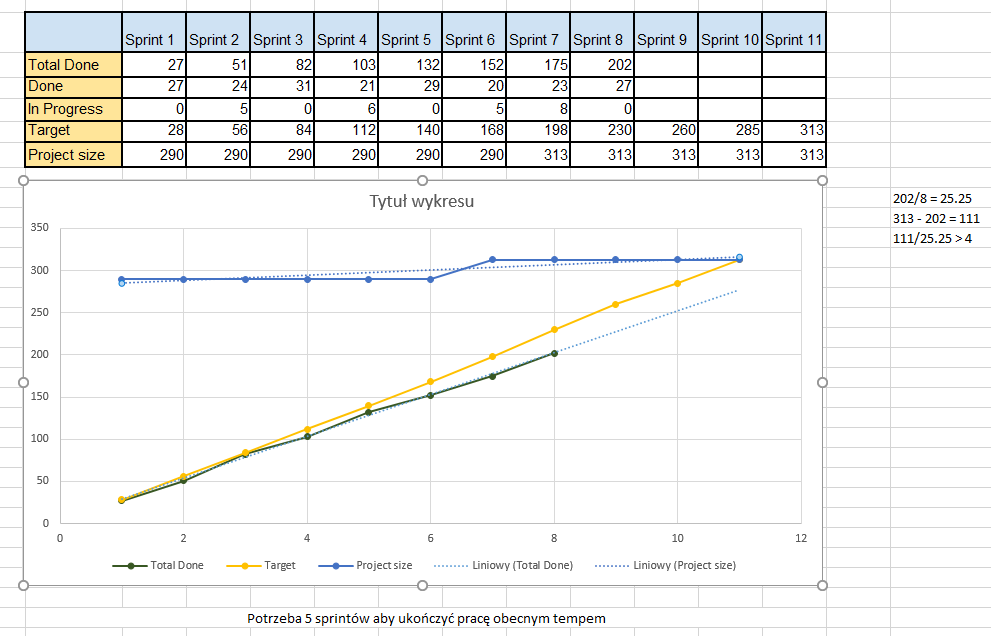 Sprint 1 Sprint 2 Sprint 3 Sprint 4 Sprint 5 Sprint 6 Sprint 7 Sprint 8 Sprint 9 Sprint 10 Sprint 11
Total Done 27 51 82 103 132 152 175 202
Done 27 24 31 21 29 20 23 27
In Progress 0 5 0 6 0 5 8 0
Target 28 56 84 112 140 168 198 230 260 285 313
Project size 290 290 290 290 290 290 313 313 313 313 313
202/8 = 25.25
313 - 202 = 111
111/25.25 > 4
Tytuł wykresu
350
300
250
200
150
100
50
0
0 2 4 6 8 10 12
Total Done Target Project size Liniowy (Total Done) Liniowy (Project size)
Potrzeba 5 sprintów aby ukończyć pracę obecnym tempem